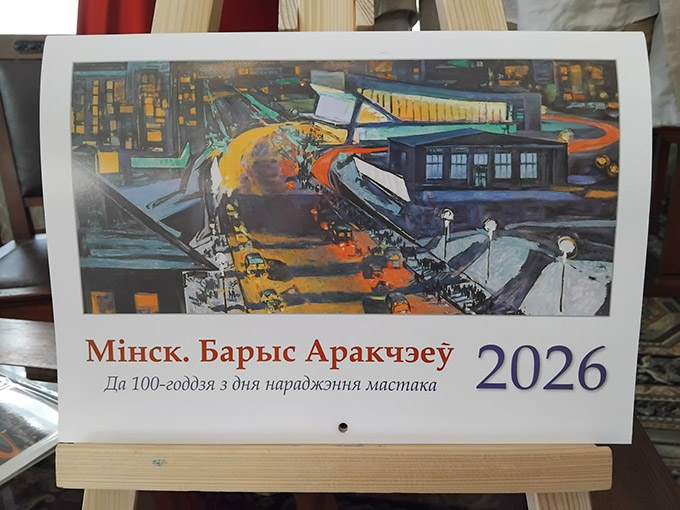 Мінск. Барыс Аракчэеў
Да 100-годдзя з дня нараджэння мастака
2026